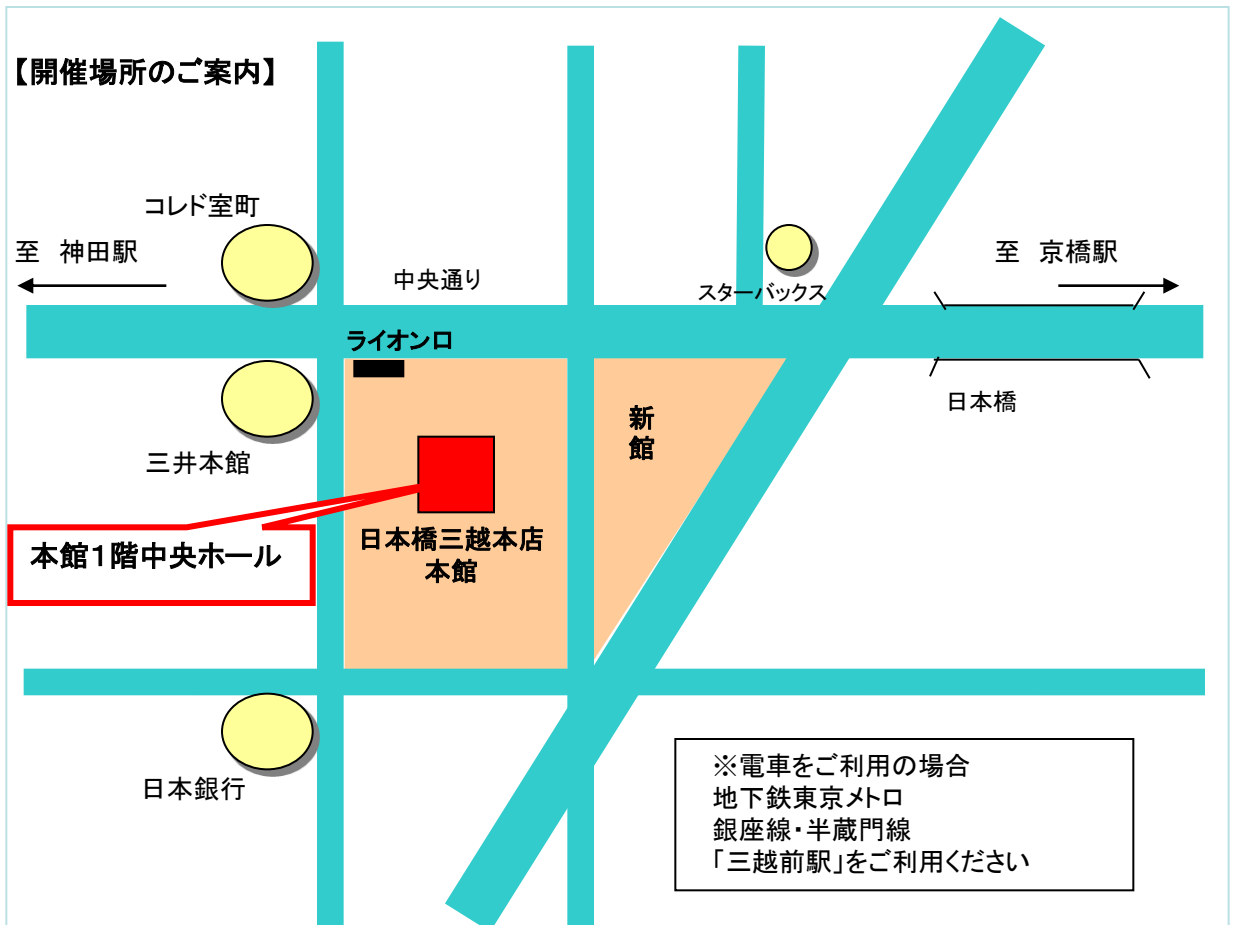 【開催場所のご案内】
コレド室町
至 神田駅
中央通り
スターバックス
至 京橋駅
ライオン口
日本橋
新
館
三井本館
本館１階中央ホール
日本橋三越本店
本館
日本銀行
※電車をご利用の場合
地下鉄東京メトロ
銀座線・半蔵門線
「三越前駅」をご利用ください